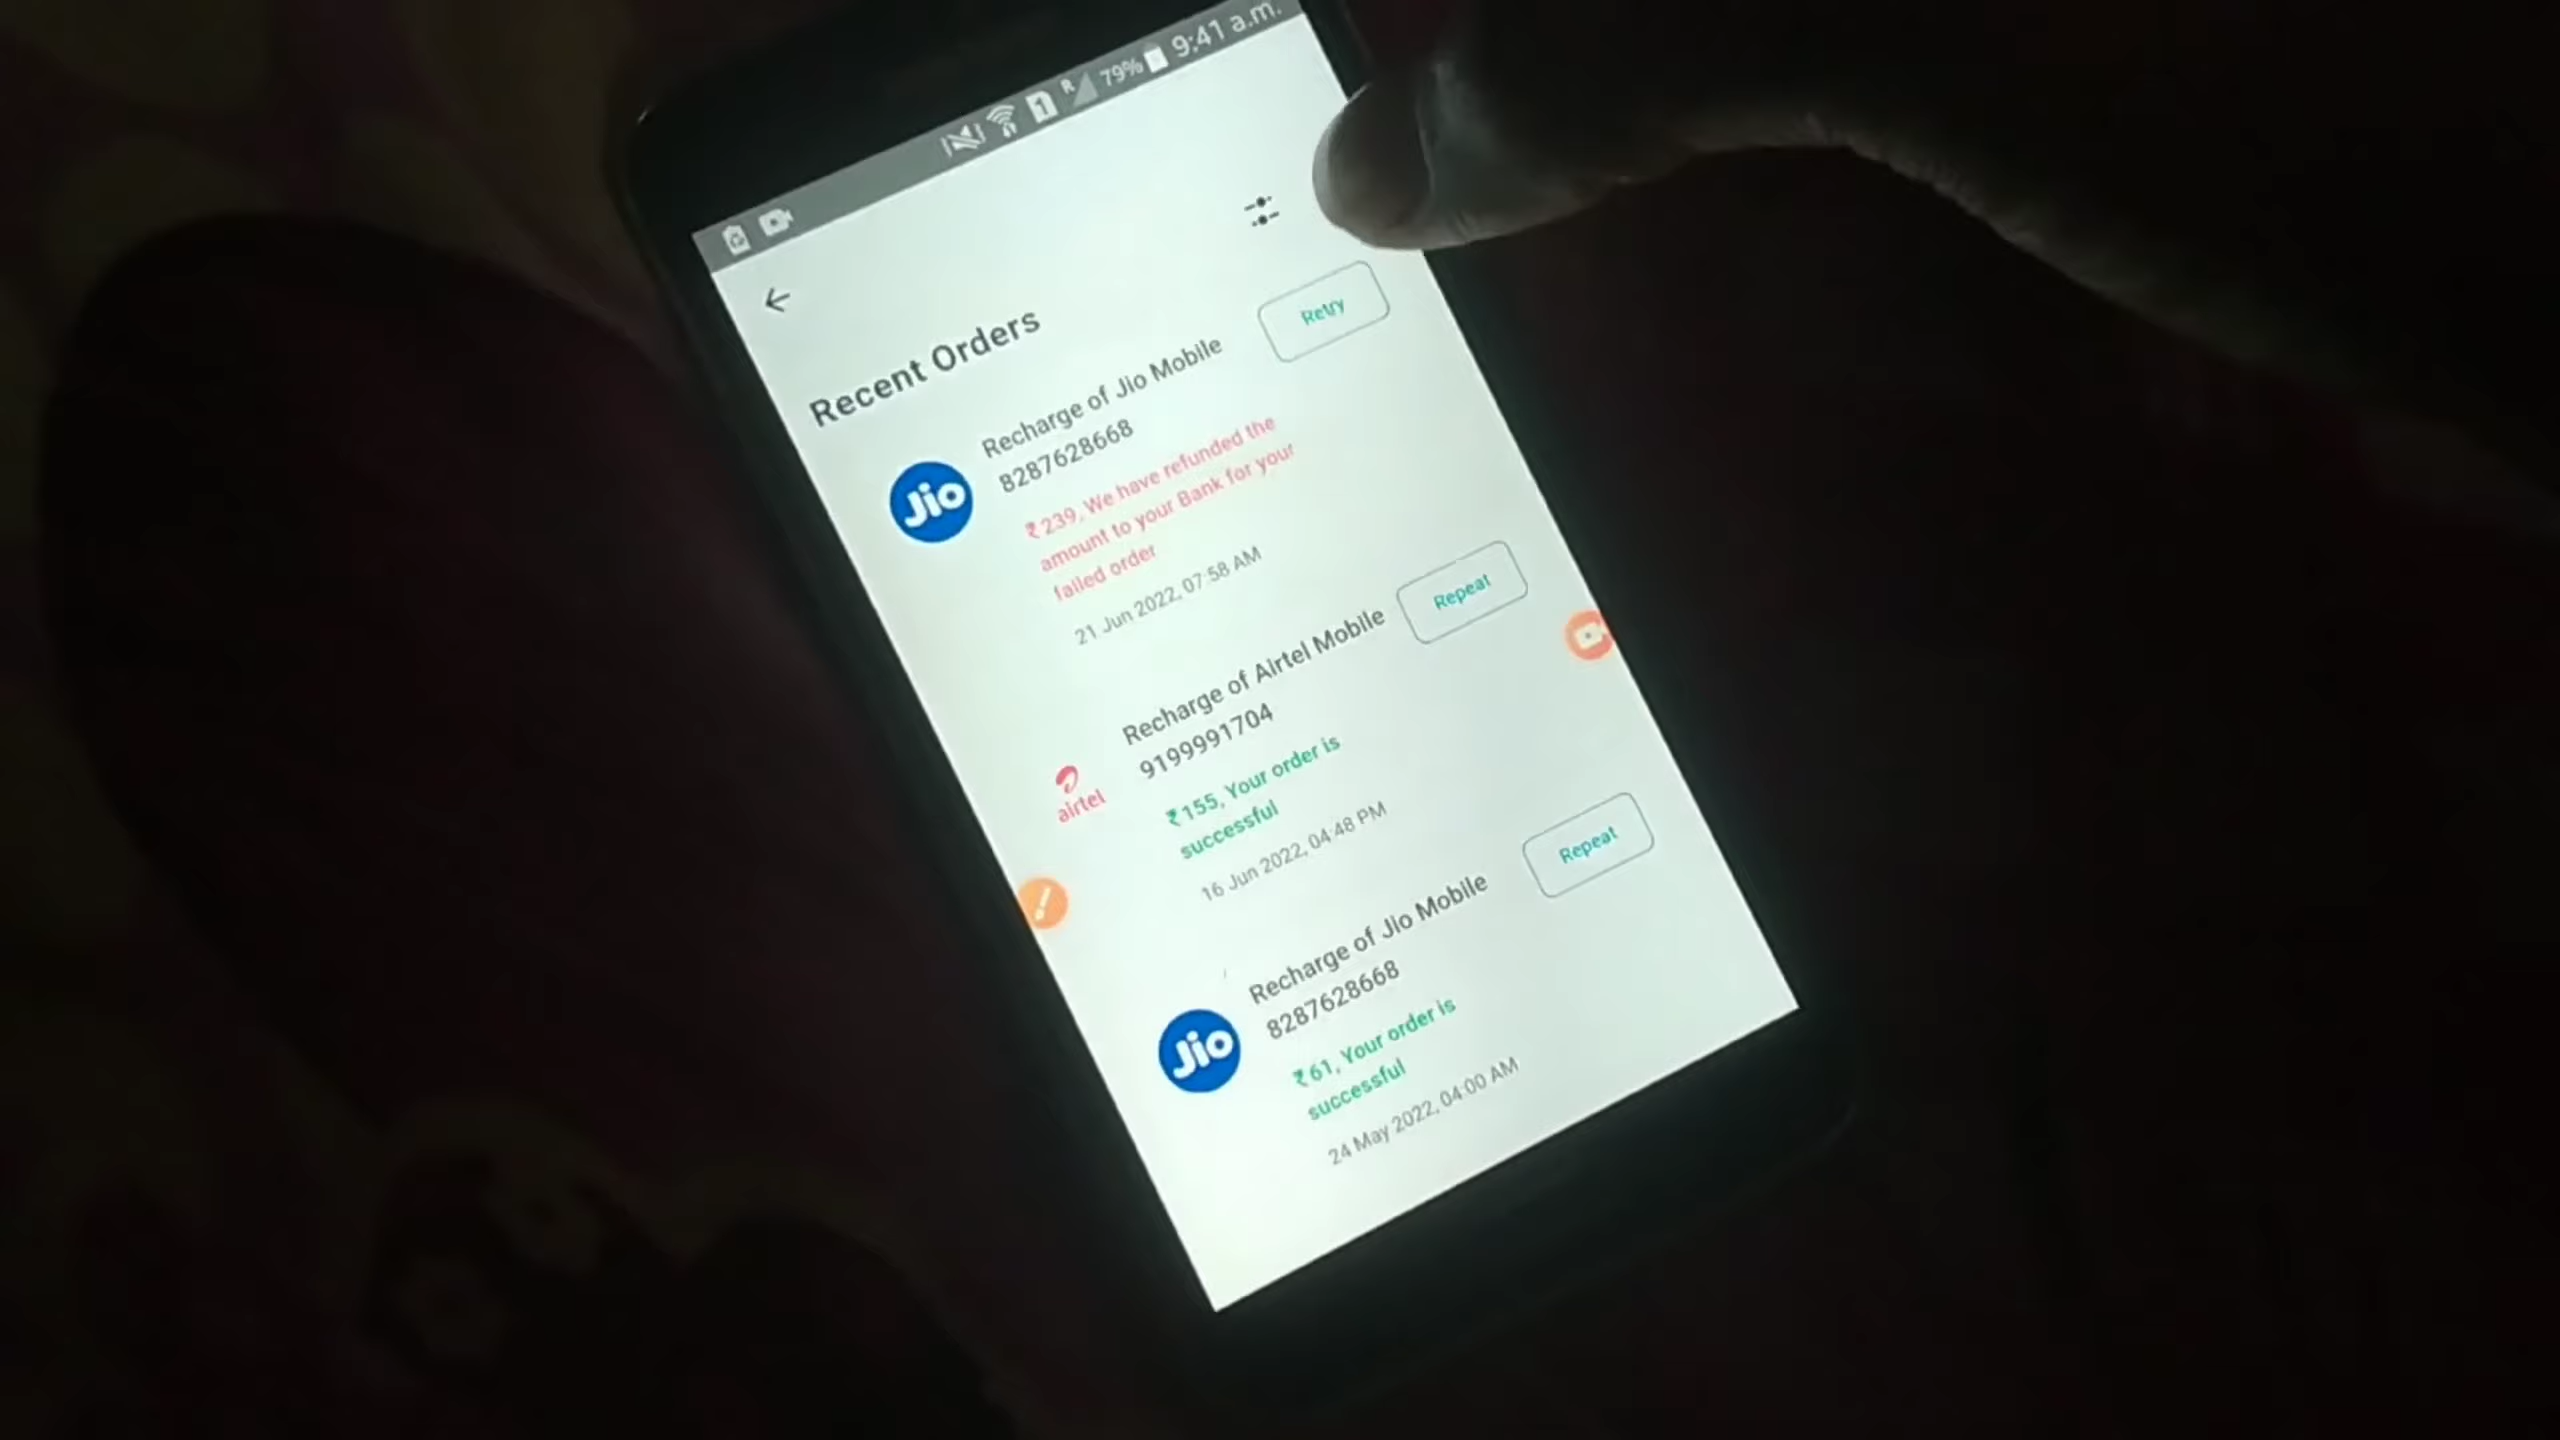 79% 9:41 a.m.
Recent Orders
Recharge of Jio Mobile
8287628668
Retry
Jio
₹239, We have refunded the
amount to your Bank for your
failed order
21 Jun 2022, 07:58 AM
Recharge of Airtel Mobile
9199991704
Repeat
airtel
₹155, Your order is
successful
16 Jun 2022, 04:48 PM
Recharge of Jio Mobile
8287628668
Repeat
Jio
₹61, Your order is
successful
24 May 2022, 04:00 AM